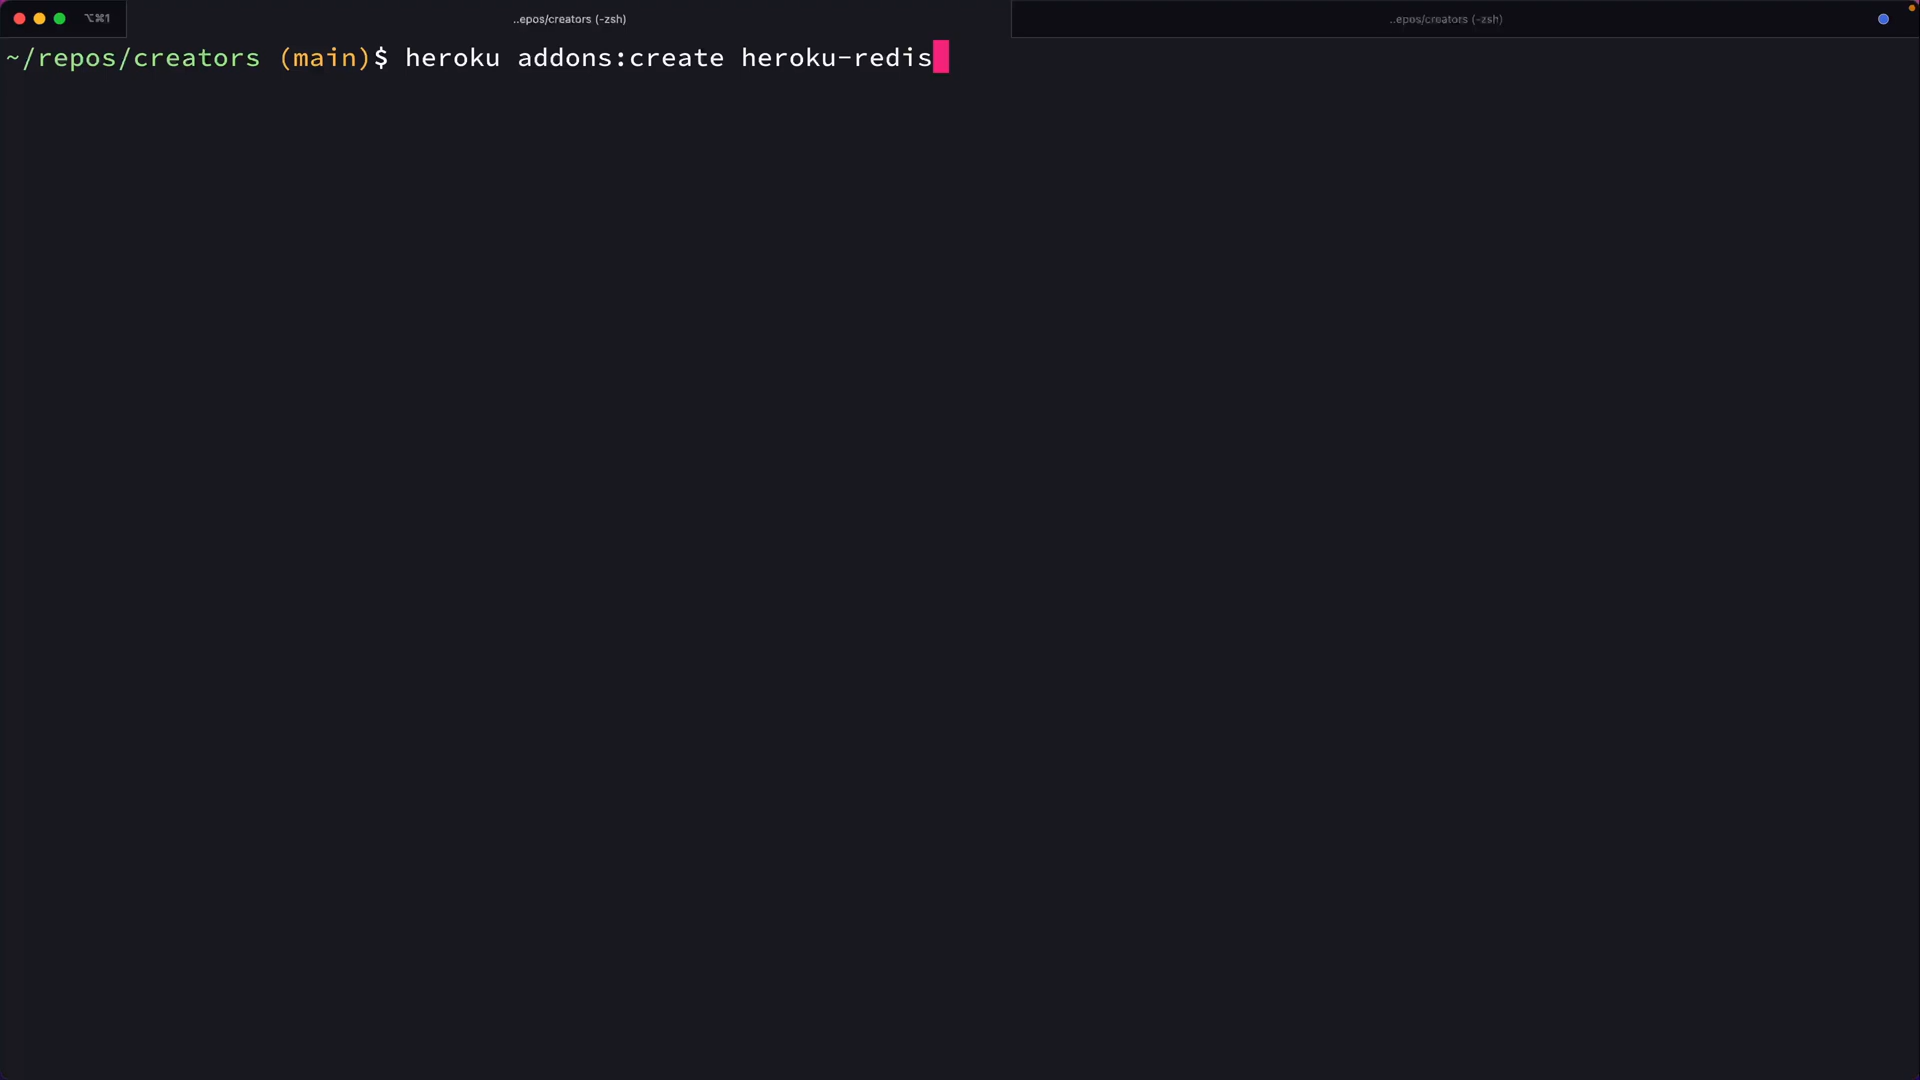 ⌥⌘1
..epos/creators (-zsh)
..epos/creators (-zsh)
~/repos/creators (main)$ heroku addons:create heroku-redis